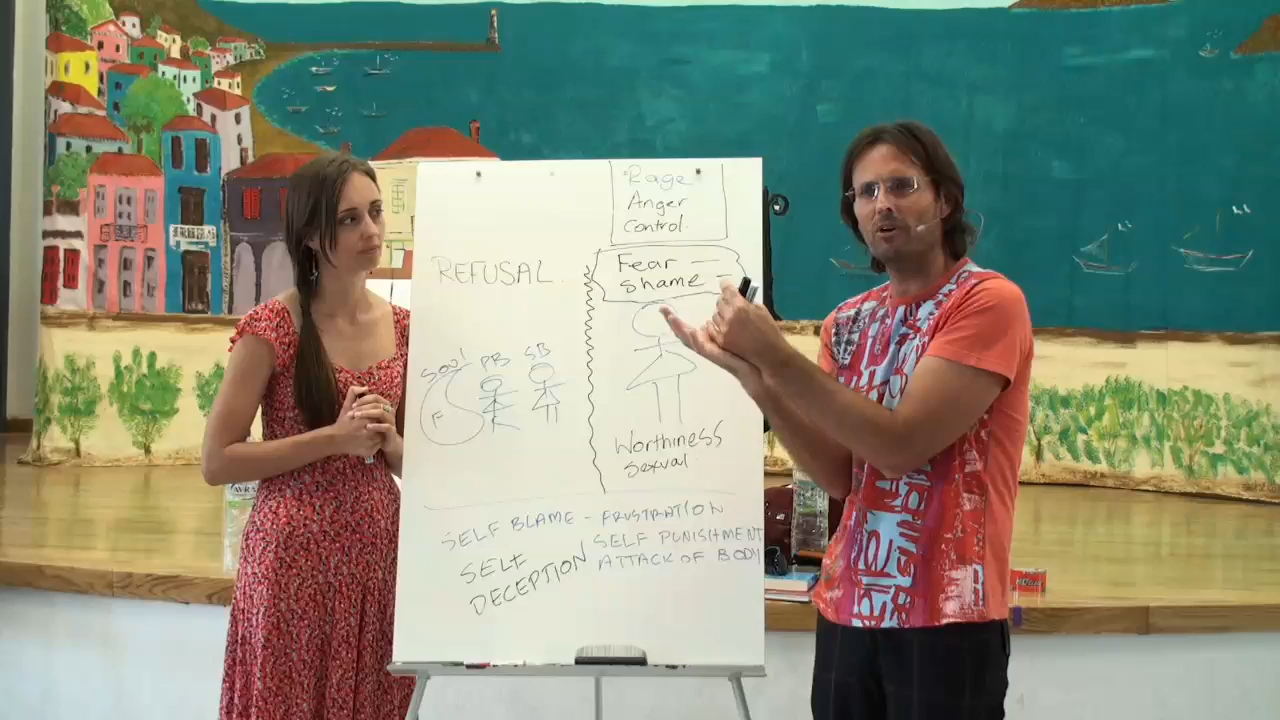 Rage
Anger
Control.
REFUSAL.
Fear —
shame —
Soul
PB
SB
F
Worthiness
Sexual.
SELF BLAME - FRUSTRATION
SELF PUNISHMENT
SELF
DECEPTION
ATTACK OF BODY